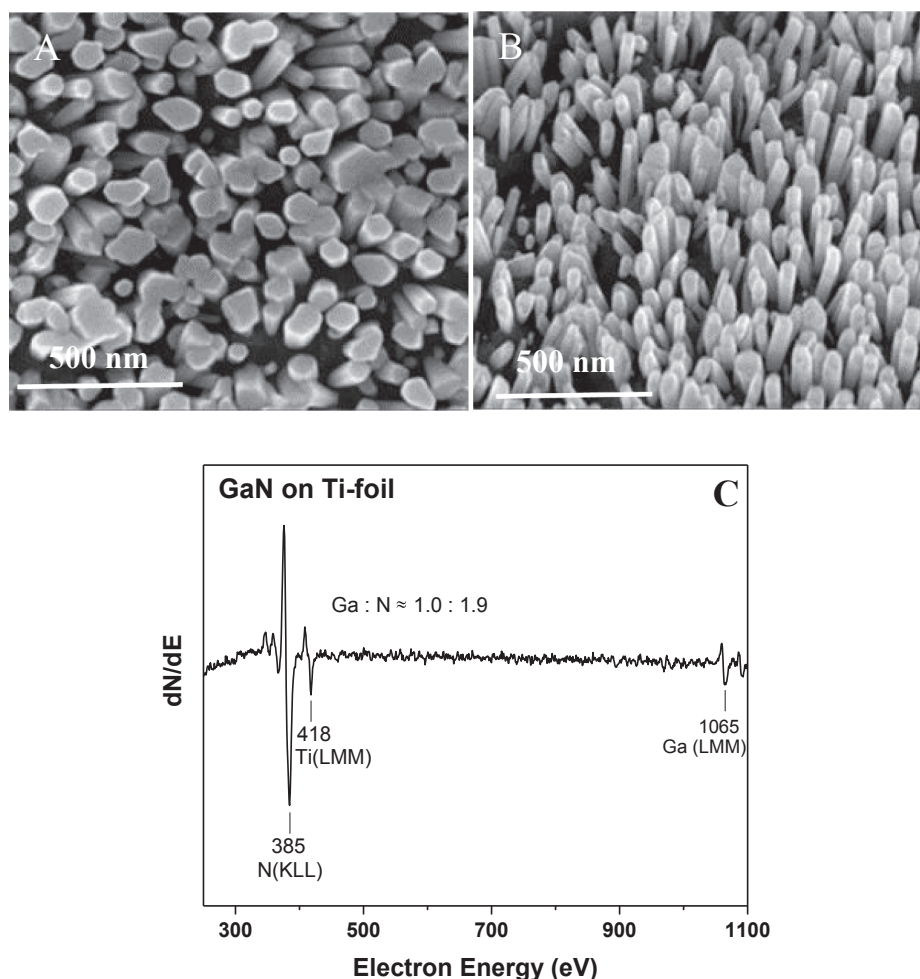 A
500 nm
B
500 nm
GaN on Ti-foil
C
Ga : N ≈ 1.0 : 1.9
dN/dE
418
Ti(LMM)
385
N(KLL)
1065
Ga (LMM)
300
500
700
900
1100
Electron Energy (eV)